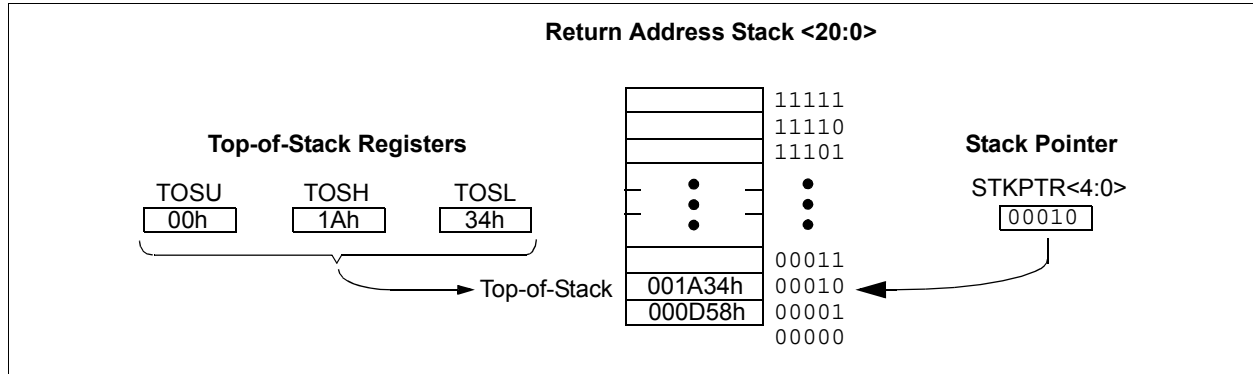 Return Address Stack <20:0>
11111
11110
11101
Top-of-Stack Registers
Stack Pointer
TOSU TOSH TOSL
00h 1Ah 34h
STKPTR<4:0>
00010
00011
Top-of-Stack 001A34h 00010
000D58h 00001
00000